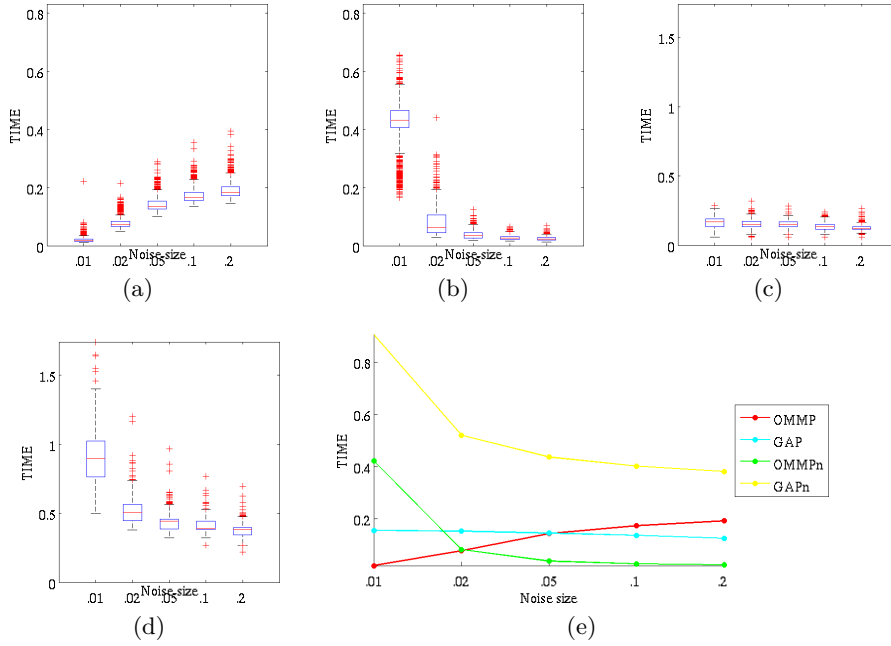 0.8
0.6
0.4
0.2
0
TIME
.01 .02 .05 .1 .2
Noise-size
(a)
0.8
0.6
0.4
0.2
0
TIME
.01 .02 .05 .1 .2
Noise-size
(b)
1.5
1
0.5
0
TIME
.01 .02 .05 .1 .2
Noise-size
(c)
1.5
1
0.5
0
TIME
.01 .02 .05 .1 .2
Noise-size
(d)
0.8
0.6
0.4
0.2
TIME
.01 .02 .05 .1 .2
Noise size
OMMP
GAP
OMMPn
GAPn
(e)